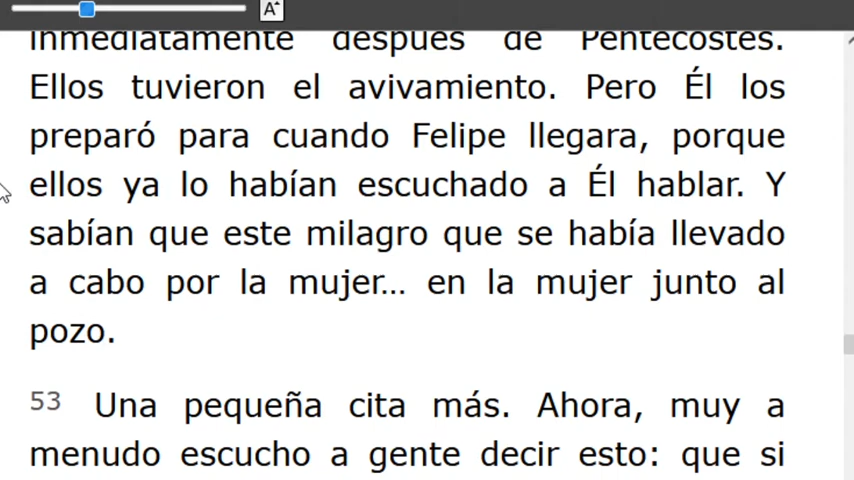 A
inmediatamente después de Pentecostés.
Ellos tuvieron el avivamiento. Pero Él los
preparó para cuando Felipe llegara, porque
ellos ya lo habían escuchado a Él hablar. Y
sabían que este milagro que se había llevado
a cabo por la mujer... en la mujer junto al
pozo.
53 Una pequeña cita más. Ahora, muy a
menudo escucho a gente decir esto: que si